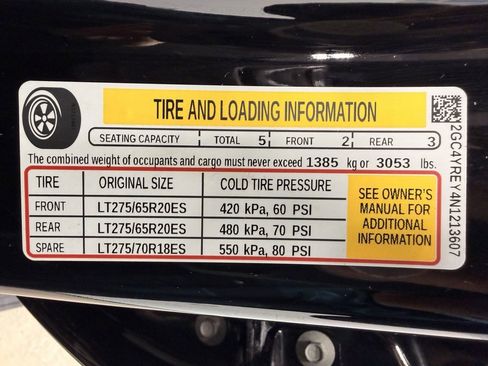 TIRE AND LOADING INFORMATION
SEATING CAPACITY TOTAL 5 FRONT 2 REAR 3
The combined weight of occupants and cargo must never exceed 1385 kg or 3053 lbs.
TIRE ORIGINAL SIZE COLD TIRE PRESSURE
FRONT LT275/65R20ES 420 kPa, 60 PSI
REAR LT275/65R20ES 480 kPa, 70 PSI
SPARE LT275/70R18ES 550 kPa, 80 PSI
SEE OWNER'S
MANUAL FOR
ADDITIONAL
INFORMATION
2GC4YREY4N1213607